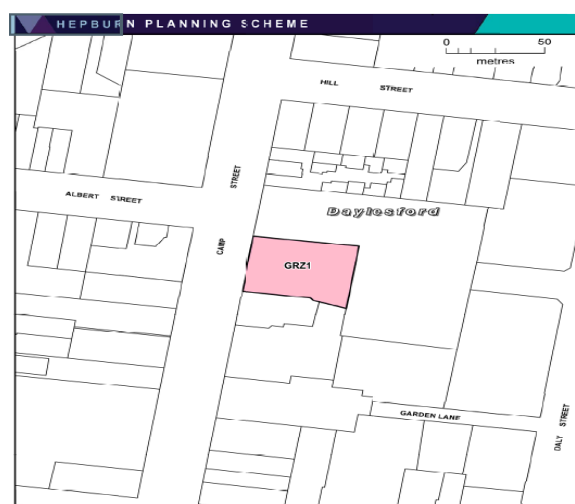 HEPBURN PLANNING SCHEME
0 50
metres
HILL STREET
STREET
ALBERT STREET
Daylesford
CAMP
GRZ1
GARDEN LANE
DALY STREET